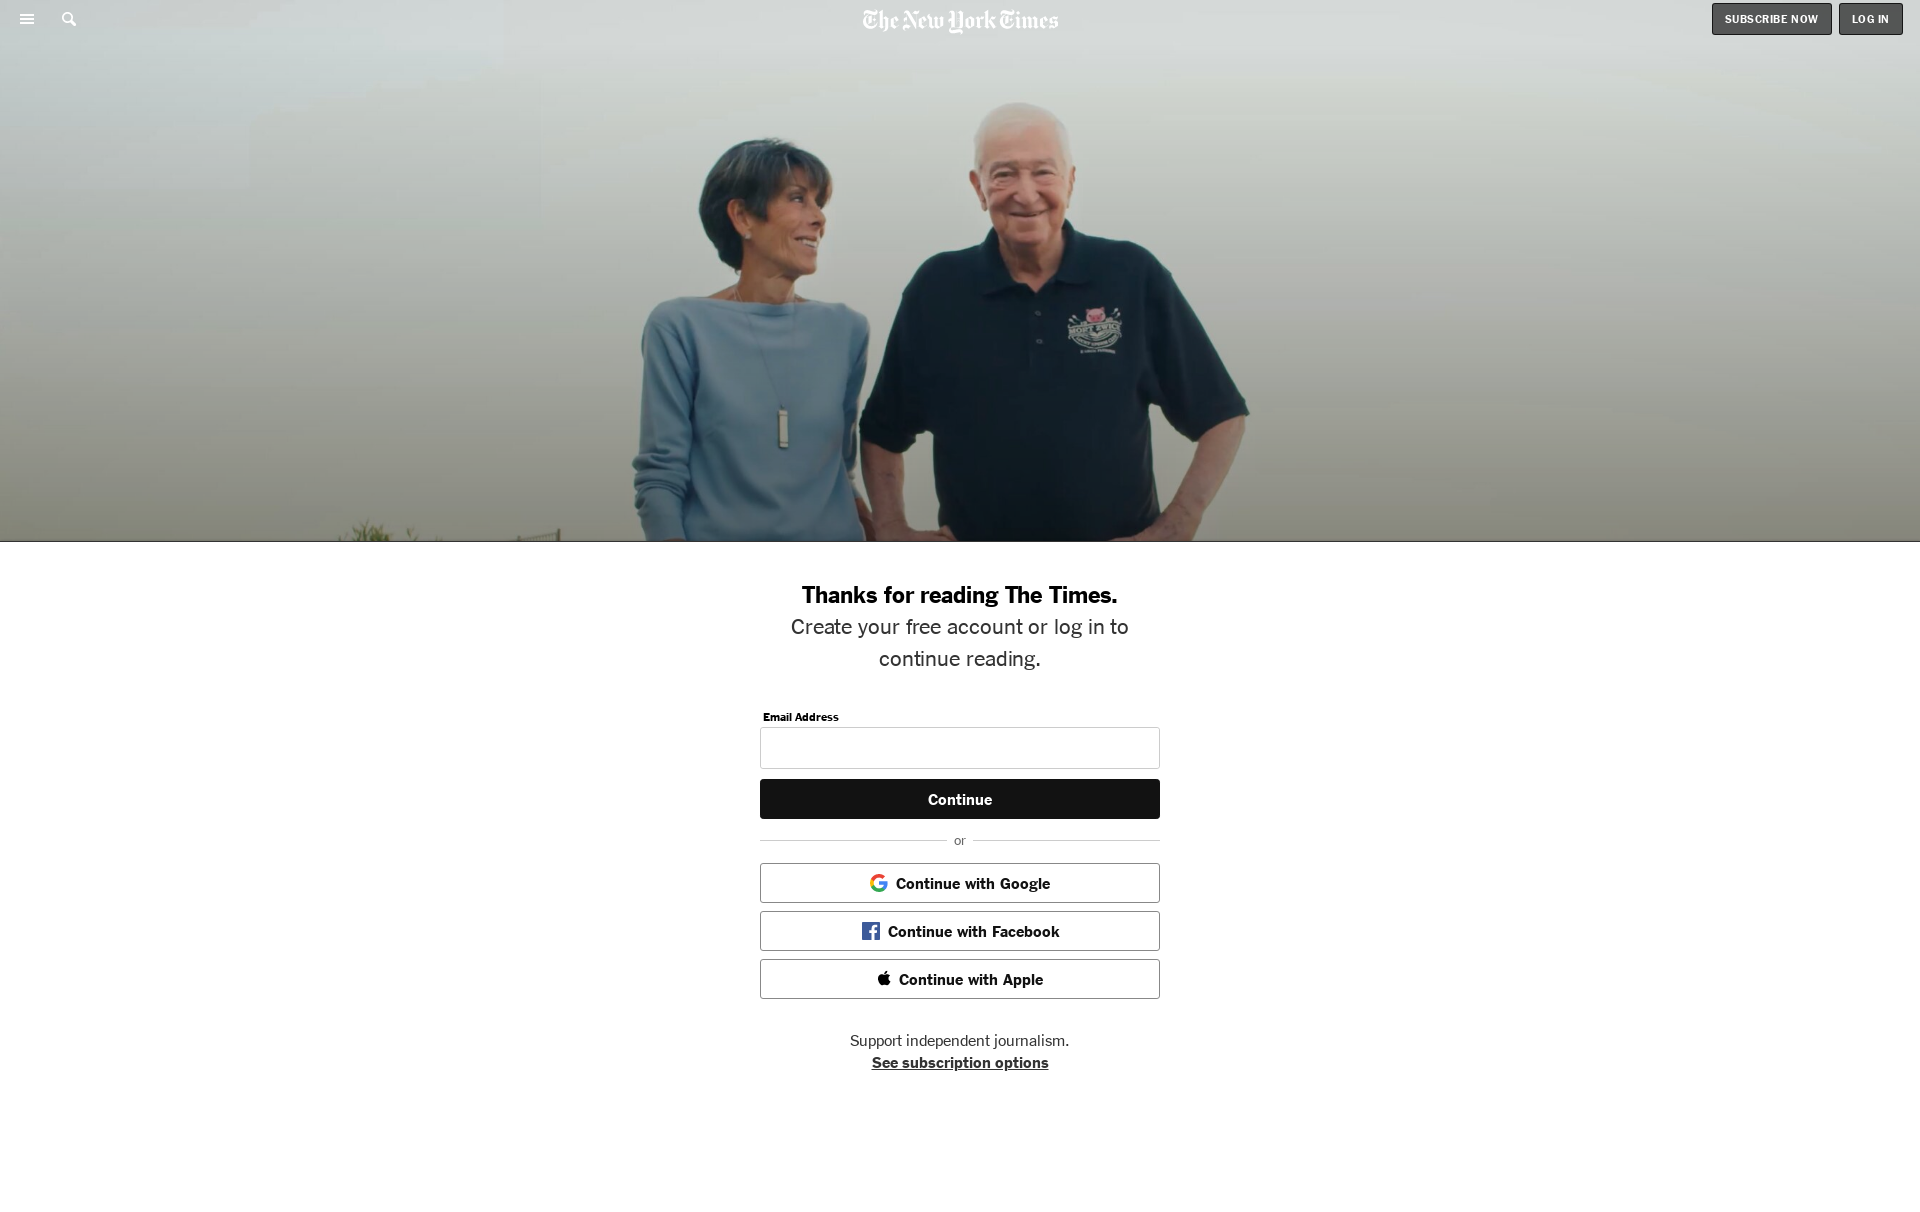 The New York Times
SUBSCRIBE NOW
LOG IN
MORT ZWICK
Thanks for reading The Times.
Create your free account or log in to
continue reading.
Email Address
Continue
or
Continue with Google
Continue with Facebook
Continue with Apple
Support independent journalism.
See subscription options